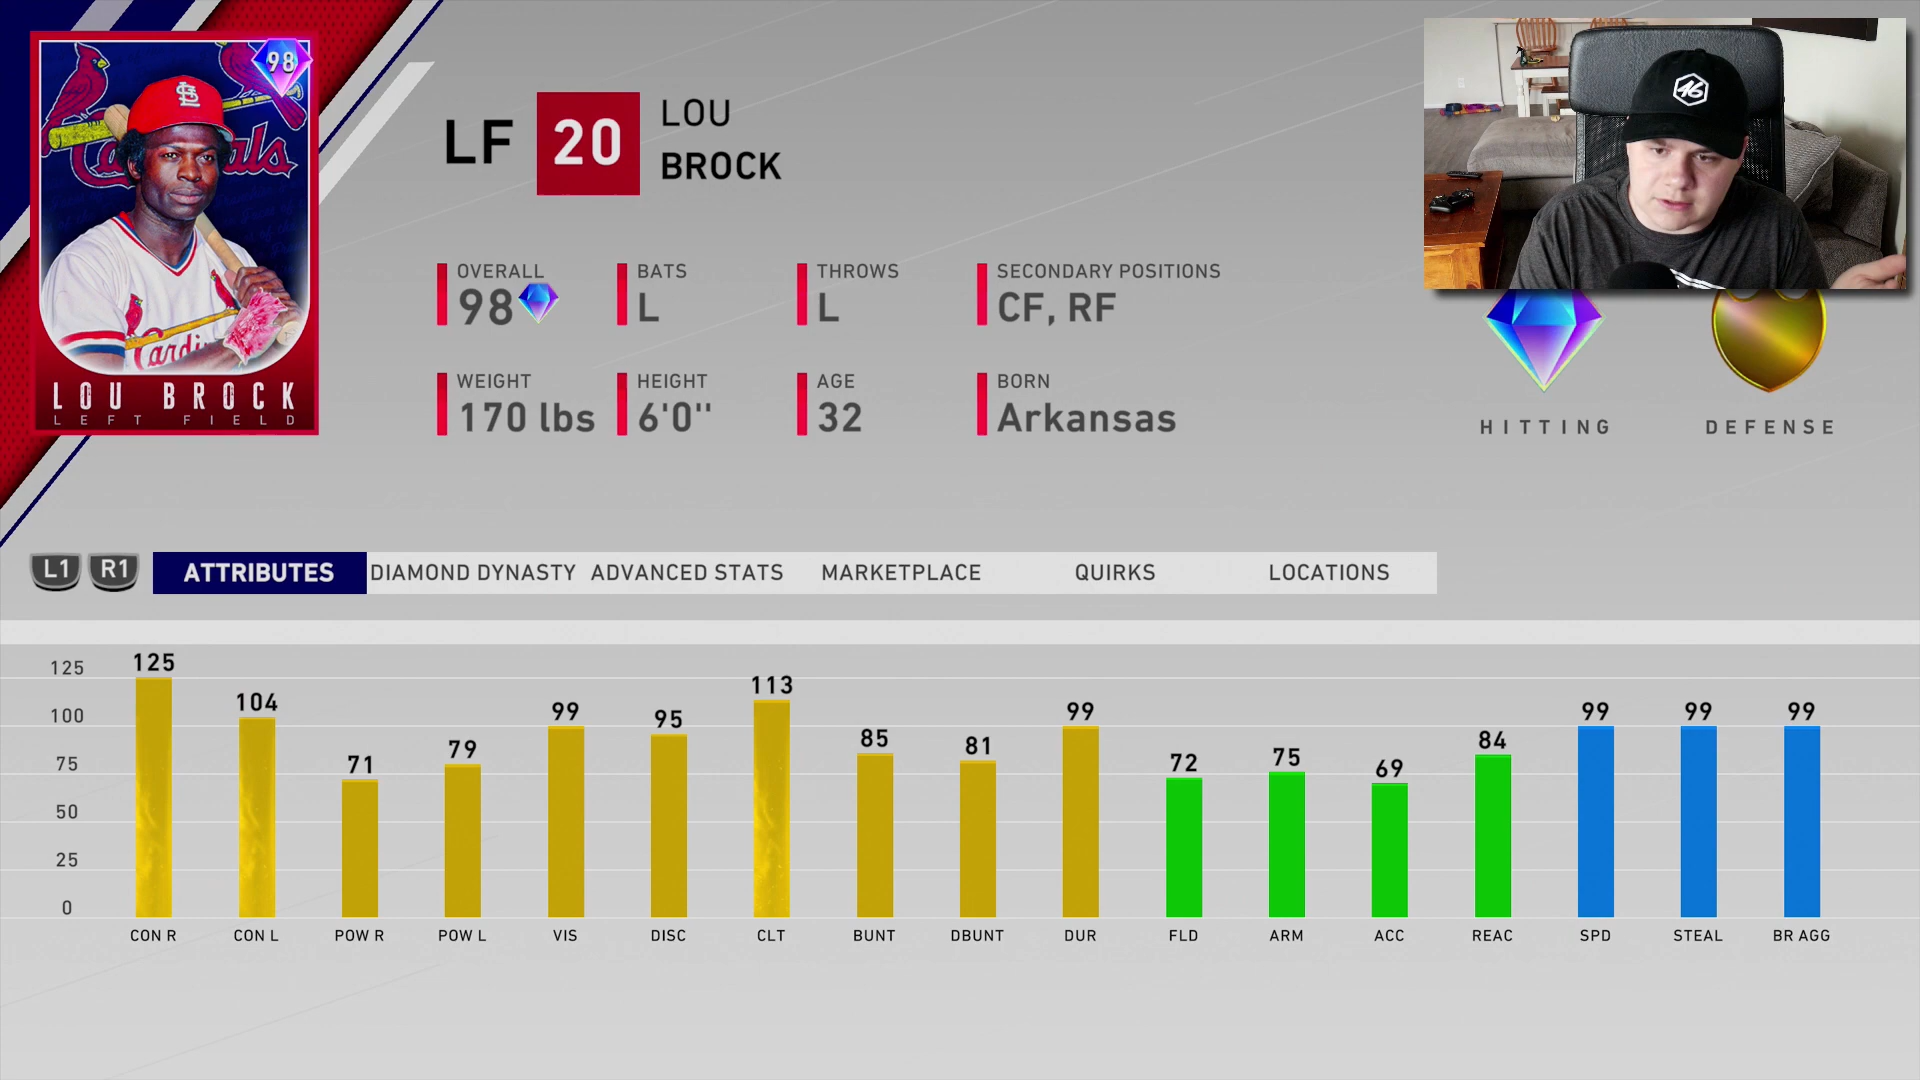 98
Cardinals
LOU BROCK
LEFT FIELD
LF 20 LOU BROCK
OVERALL 98
BATS L
THROWS L
SECONDARY POSITIONS CF, RF
WEIGHT 170 lbs
HEIGHT 6'0"
AGE 32
BORN Arkansas
46
HITTING DEFENSE
L1 R1 ATTRIBUTES DIAMOND DYNASTY ADVANCED STATS MARKETPLACE QUIRKS LOCATIONS
125
100
75
50
25
0
125 104 71 79 99 95 113 85 81 99 72 75 69 84 99 99 99
CON R CON L POW R POW L VIS DISC CLT BUNT DBUNT DUR FLD ARM ACC REAC SPD STEAL BR AGG